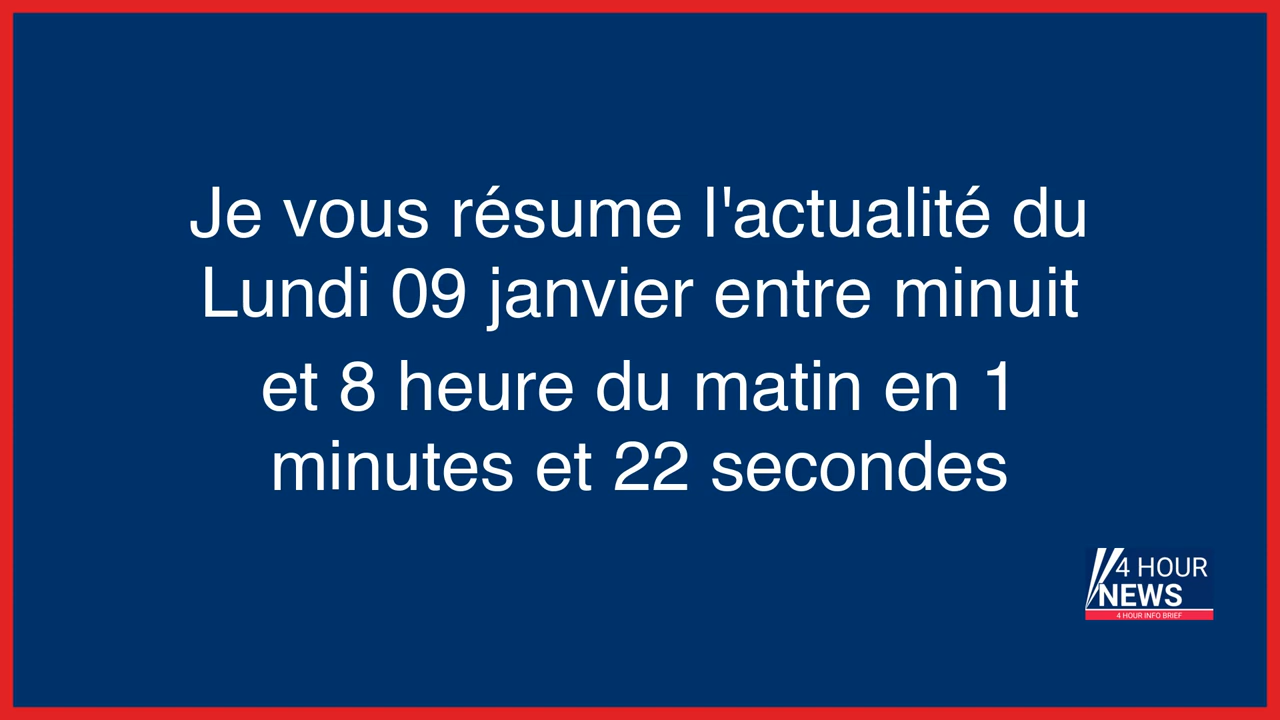 Je vous résume l'actualité du
Lundi 09 janvier entre minuit
et 8 heure du matin en 1
minutes et 22 secondes
4 HOUR
NEWS
4 HOUR INFO BRIEF